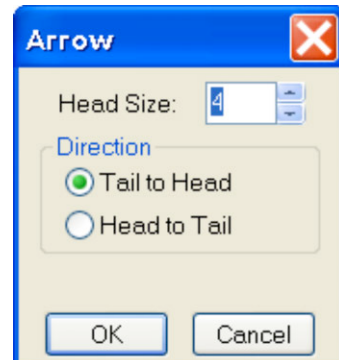 Arrow
Head Size: 4
Direction
Tail to Head
Head to Tail
OK Cancel